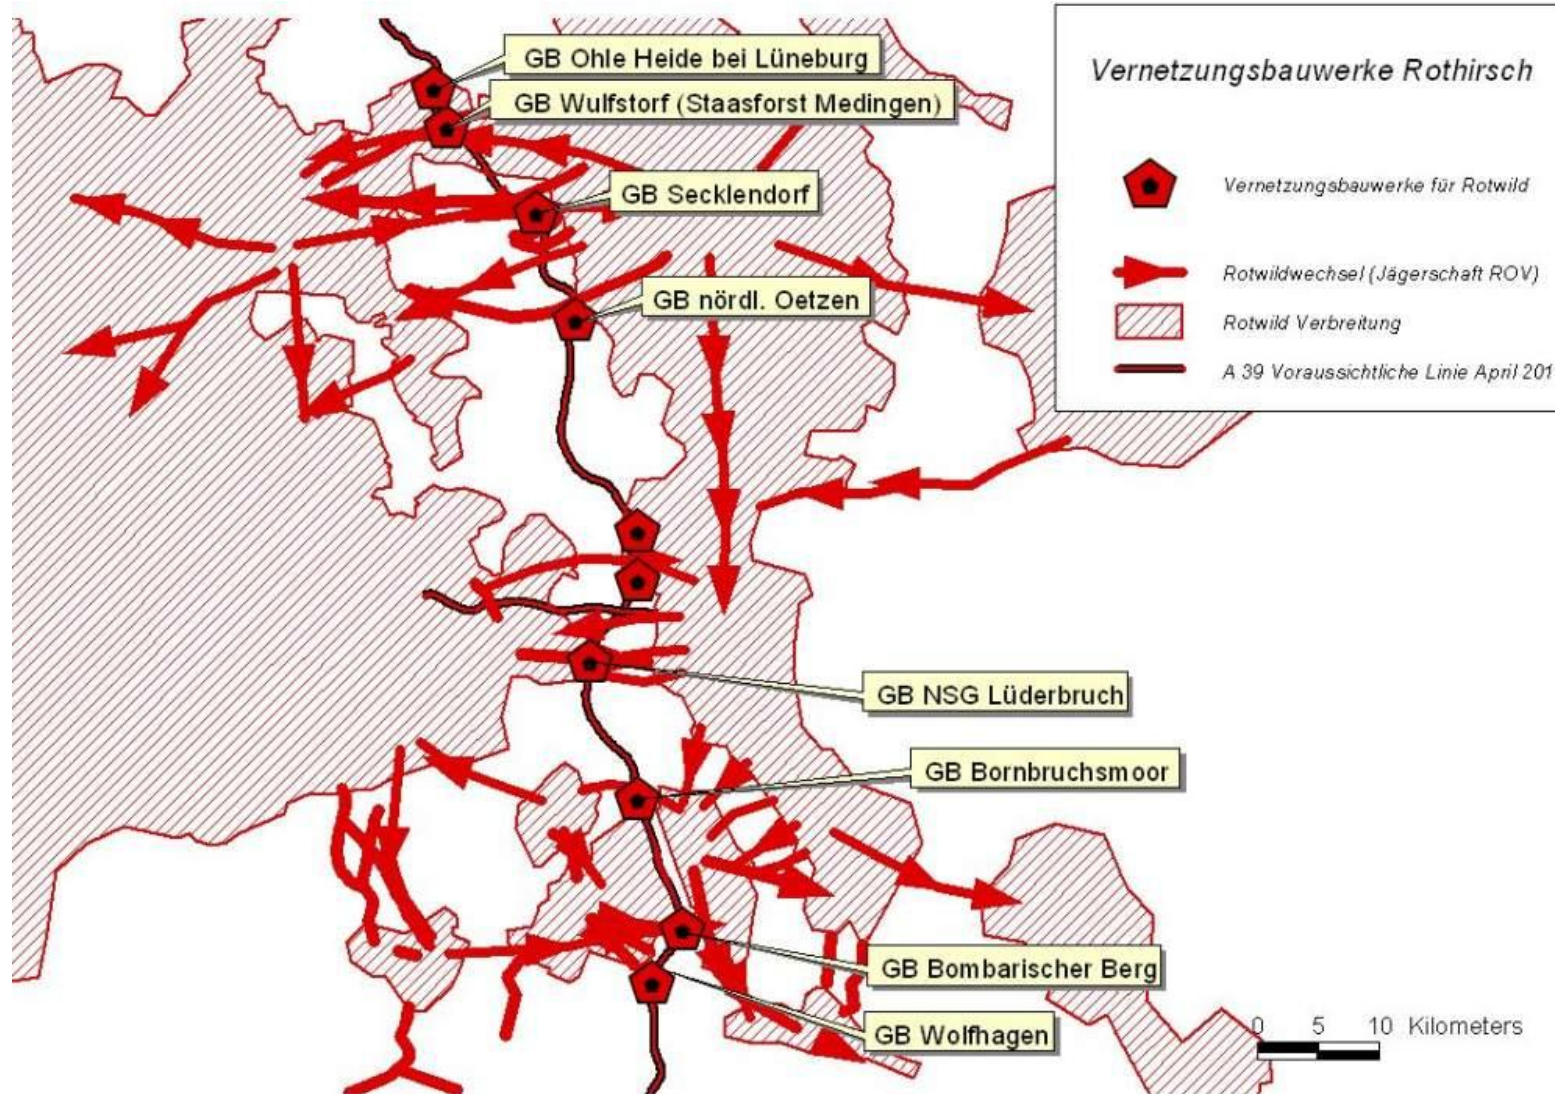 GB Ohle Heide bei Lüneburg
GB Wulfstorf (Staasforst Medingen)
GB Secklendorf
GB nördl. Oetzen
GB NSG Lüderbruch
GB Bornbruchsmoor
GB Bombarischer Berg
GB Wolfhagen
Vernetzungsbauwerke Rothirsch
Vernetzungsbauwerke für Rotwild
Rotwildwechsel (Jägerschaft ROV)
Rotwild Verbreitung
A 39 Voraussichtliche Linie April 201
0 5 10 Kilometers